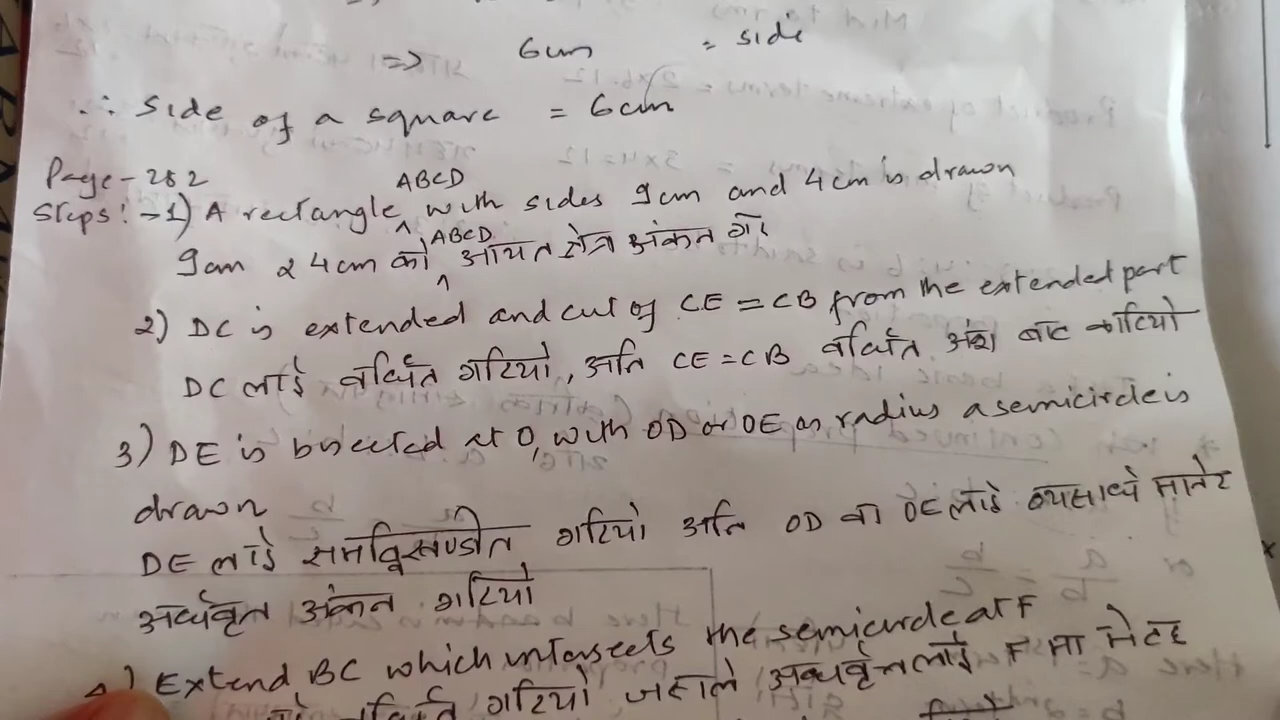 => 6cm = side
∴ side of a square = 6cm
Page - 282
ABCD
Steps:- 1) A rectangle ^ with sides 9cm and 4cm is drawn
9cm र 4cm को ^ ABCD आयत क्षेत्र अंकन गरे
2) DC is extended and cut of CE = CB from the extended part
DC लाई वर्धित गरियो, अनि CE = CB वर्धित अंश बाट काटियो
3) DE is bisected at O, with OD or OE as radius a semicircle is
drawn
DE लाई समद्विखण्डीत गरियो अनि OD वा OE लाई व्यासार्ध मानेर
अर्धवृत अंकन गरियो
4) Extend BC which intersects the semicircle at F
गरियो जसले अर्धवृत्तलाई F मा भेट्छ